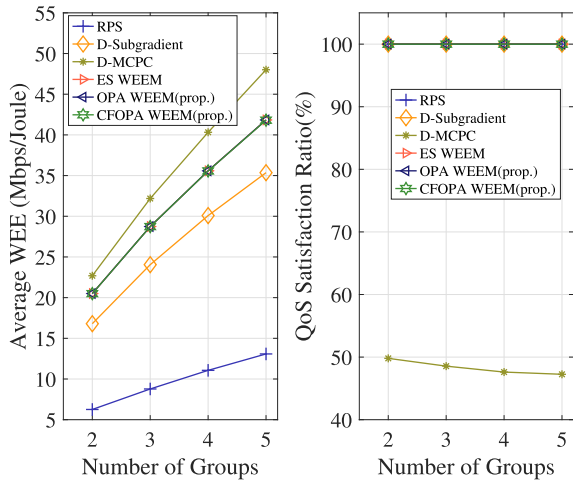 55
50
45
40
35
30
25
20
15
10
5
Average WEE (Mbps/Joule)
RPS
D-Subgradient
D-MCPC
ES WEEM
OPA WEEM(prop.)
CFOPA WEEM(prop.)
2 3 4 5
Number of Groups
100
90
80
70
60
50
40
QoS Satisfaction Ratio(%)
RPS
D-Subgradient
D-MCPC
ES WEEM
OPA WEEM(prop.)
CFOPA WEEM(prop.)
2 3 4 5
Number of Groups